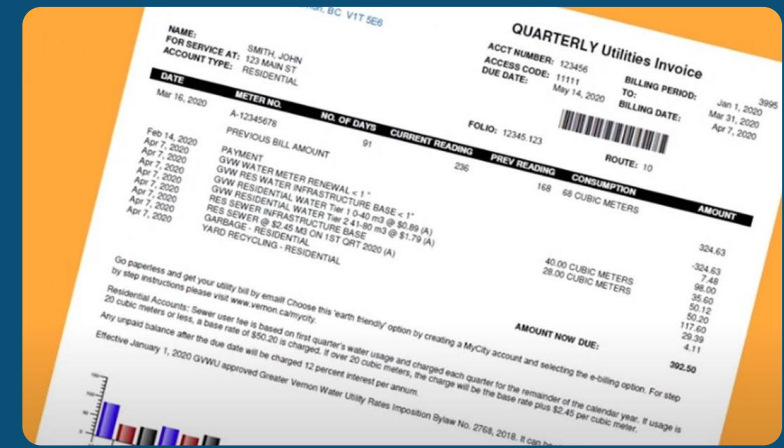 BC V1T 5E6
QUARTERLY Utilities Invoice
3995
NAME: SMITH, JOHN
FOR SERVICE AT: 123 MAIN ST
ACCOUNT TYPE: RESIDENTIAL
ACCT NUMBER: 123456
ACCESS CODE: 11111
DUE DATE: May 14, 2020
BILLING PERIOD: Jan 1, 2020
TO: Mar 31, 2020
BILLING DATE: Apr 7, 2020
FOLIO: 12345.123
ROUTE: 10
DATE METER NO. NO. OF DAYS CURRENT READING PREV READING CONSUMPTION AMOUNT
Mar 16, 2020 A-12345678 91 236 168 68 CUBIC METERS
PREVIOUS BILL AMOUNT 324.63
Feb 14, 2020 PAYMENT -324.63
Apr 7, 2020 GVW WATER METER RENEWAL < 1" 7.48
Apr 7, 2020 GVW RES WATER INFRASTRUCTURE BASE < 1" 98.00
Apr 7, 2020 GVW RESIDENTIAL WATER Tier 1 0-40 m3 @ $0.89 (A) 40.00 CUBIC METERS 35.60
Apr 7, 2020 GVW RESIDENTIAL WATER Tier 2 41-80 m3 @ $1.79 (A) 28.00 CUBIC METERS 50.12
Apr 7, 2020 RES SEWER INFRASTRUCTURE BASE 50.20
Apr 7, 2020 RES SEWER @ $2.45 M3 ON 1ST QRT 2020 (A) 117.60
Apr 7, 2020 GARBAGE - RESIDENTIAL 29.39
Apr 7, 2020 YARD RECYCLING - RESIDENTIAL 4.11
AMOUNT NOW DUE: 392.50
Go paperless and get your utility bill by email! Choose this 'earth friendly' option by creating a MyCity account and selecting the e-billing option. For step
by step instructions please visit www.vernon.ca/mycity.
Residential Accounts: Sewer user fee is based on first quarter's water usage and charged each quarter for the remainder of the calendar year. If usage is
20 cubic meters or less, a base rate of $50.20 is charged. If over 20 cubic meters, the charge will be the base rate plus $2.45 per cubic meter.
Any unpaid balance after the due date will be charged 12 percent interest per annum.
Effective January 1, 2020 GVWU approved Greater Vernon Water Utility Rates Imposition Bylaw No. 2768, 2018. It can be